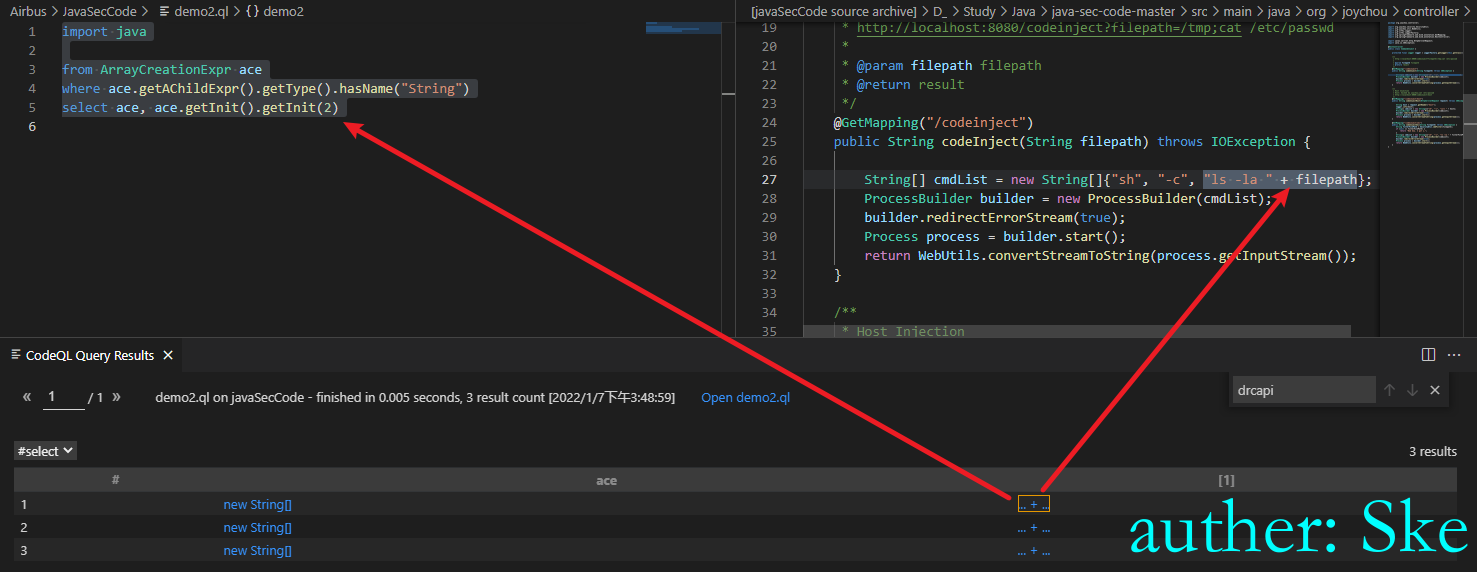 Airbus > JavaSecCode > demo2.ql > {} demo2
1 import java
2
3 from ArrayCreationExpr ace
4 where ace.getAChildExpr().getType().hasName("String")
5 select ace, ace.getInit().getInit(2)
6
[javaSecCode source archive] > D_ > Study > Java > java-sec-code-master > src > main > java > org > joychou > controller >
19 * http://localhost:8080/codeinject?filepath=/tmp;cat /etc/passwd
20 *
21 * @param filepath filepath
22 * @return result
23 */
24 @GetMapping("/codeinject")
25 public String codeInject(String filepath) throws IOException {
26
27 String[] cmdList = new String[]{"sh", "-c", "ls -la " + filepath};
28 ProcessBuilder builder = new ProcessBuilder(cmdList);
29 builder.redirectErrorStream(true);
30 Process process = builder.start();
31 return WebUtils.convertStreamToString(process.getInputStream());
32 }
33
34 /**
35 * Host Injection
CodeQL Query Results ×
« 1 / 1 » demo2.ql on javaSecCode - finished in 0.005 seconds, 3 result count [2022/1/7下午3:48:59] Open demo2.ql
drcapi
#select
3 results
# ace [1]
1 new String[] ... + ...
2 new String[] ... + ...
3 new String[] ... + ...
auther: Ske